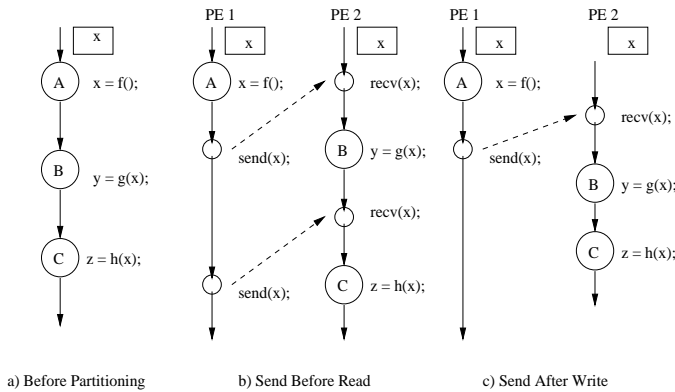 PE 1
PE 2
PE 1
PE 2
x
x
x
x
x
A
x = f();
A
x = f();
recv(x);
A
x = f();
recv(x);
send(x);
B
y = g(x);
send(x);
B
y = g(x);
B
y = g(x);
recv(x);
C
z = h(x);
C
z = h(x);
send(x);
C
z = h(x);
a) Before Partitioning
b) Send Before Read
c) Send After Write